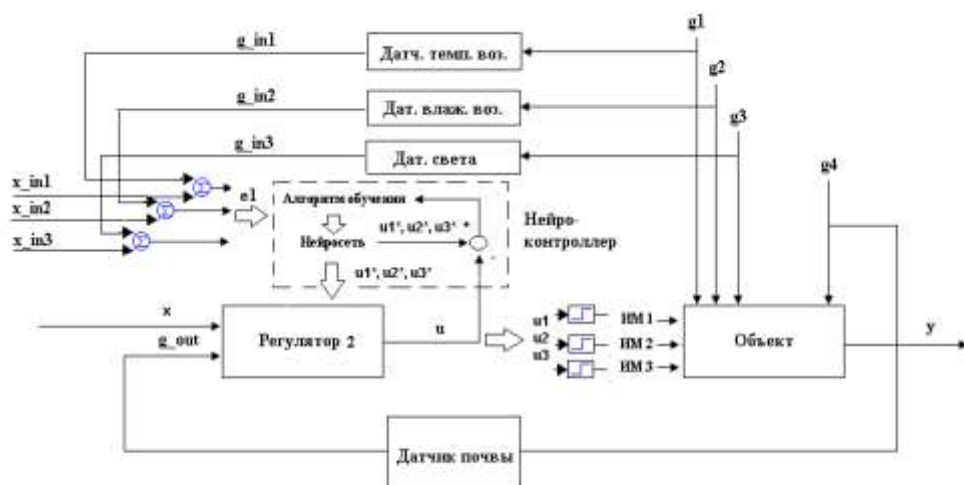 g1
g_in1
Датч. темп. воз.
g2
g_in2
Дат. влаж. воз.
g3
g_in3
Дат. света
g4
x_in1
x_in2
x_in3
Σ
Σ
Σ
e1
Алгоритм обучения
Нейросеть
u1*, u2*, u3* +
-
Нейро-
контроллер
u1*, u2*, u3*
x
g_out
Регулятор 2
u
u1
u2
u3
ИМ 1
ИМ 2
ИМ 3
Объект
y
Датчик почвы